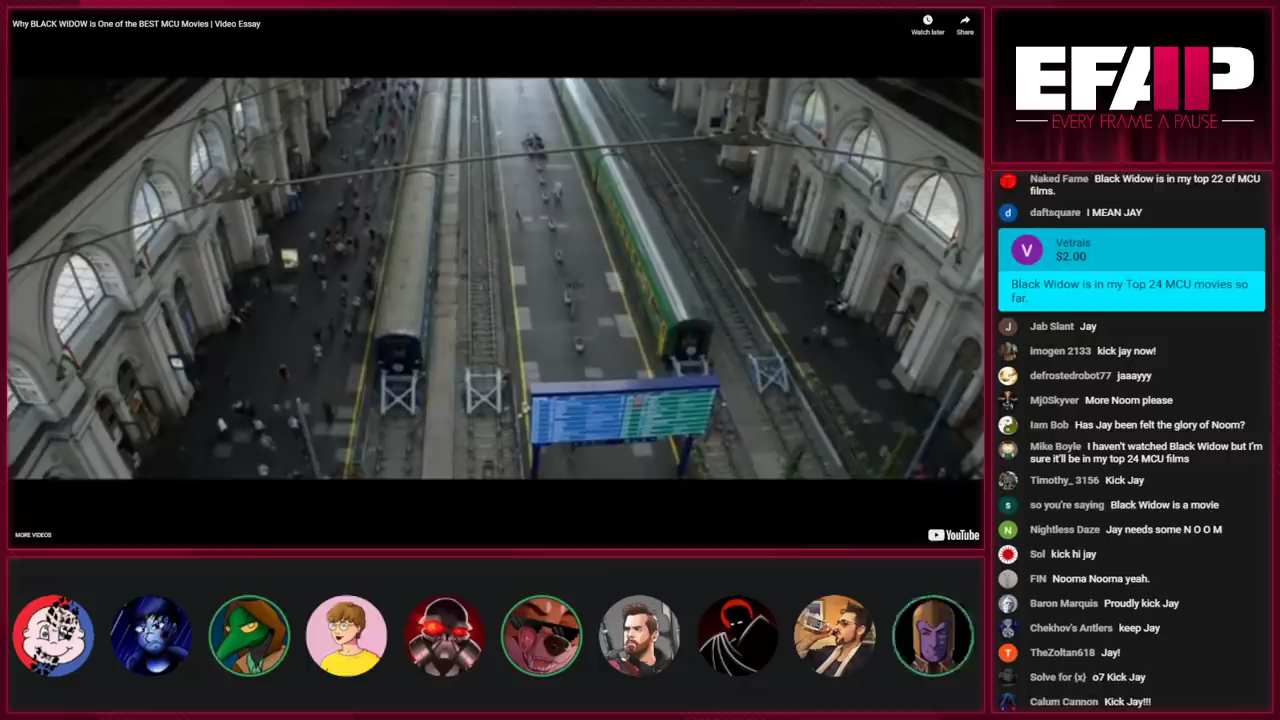 Why BLACK WIDOW is One of the BEST MCU Movies | Video Essay
Watch later
Share
MORE VIDEOS
YouTube
EFAP
EVERY FRAME A PAUSE
Naked Fame Black Widow is in my top 22 of MCU
films.
d
daftsquare I MEAN JAY
V
Vetrais
$2.00
Black Widow is in my Top 24 MCU movies so
far.
J
Jab Slant Jay
imogen 2133 kick jay now!
defrostedrobot77 jaaayyy
Mj0Skyver More Noom please
Iam Bob Has Jay been felt the glory of Noom?
Mike Boyle I haven't watched Black Widow but I'm
sure it'll be in my top 24 MCU films
Timothy_ 3156 Kick Jay
s
so you're saying Black Widow is a movie
N
Nightless Daze Jay needs some N O O M
Sol kick hi jay
FIN Nooma Nooma yeah.
Baron Marquis Proudly kick Jay
Chekhov's Antlers keep Jay
T
TheZoltan618 Jay!
Solve for {x} o7 Kick Jay
Calum Cannon Kick Jay!!!